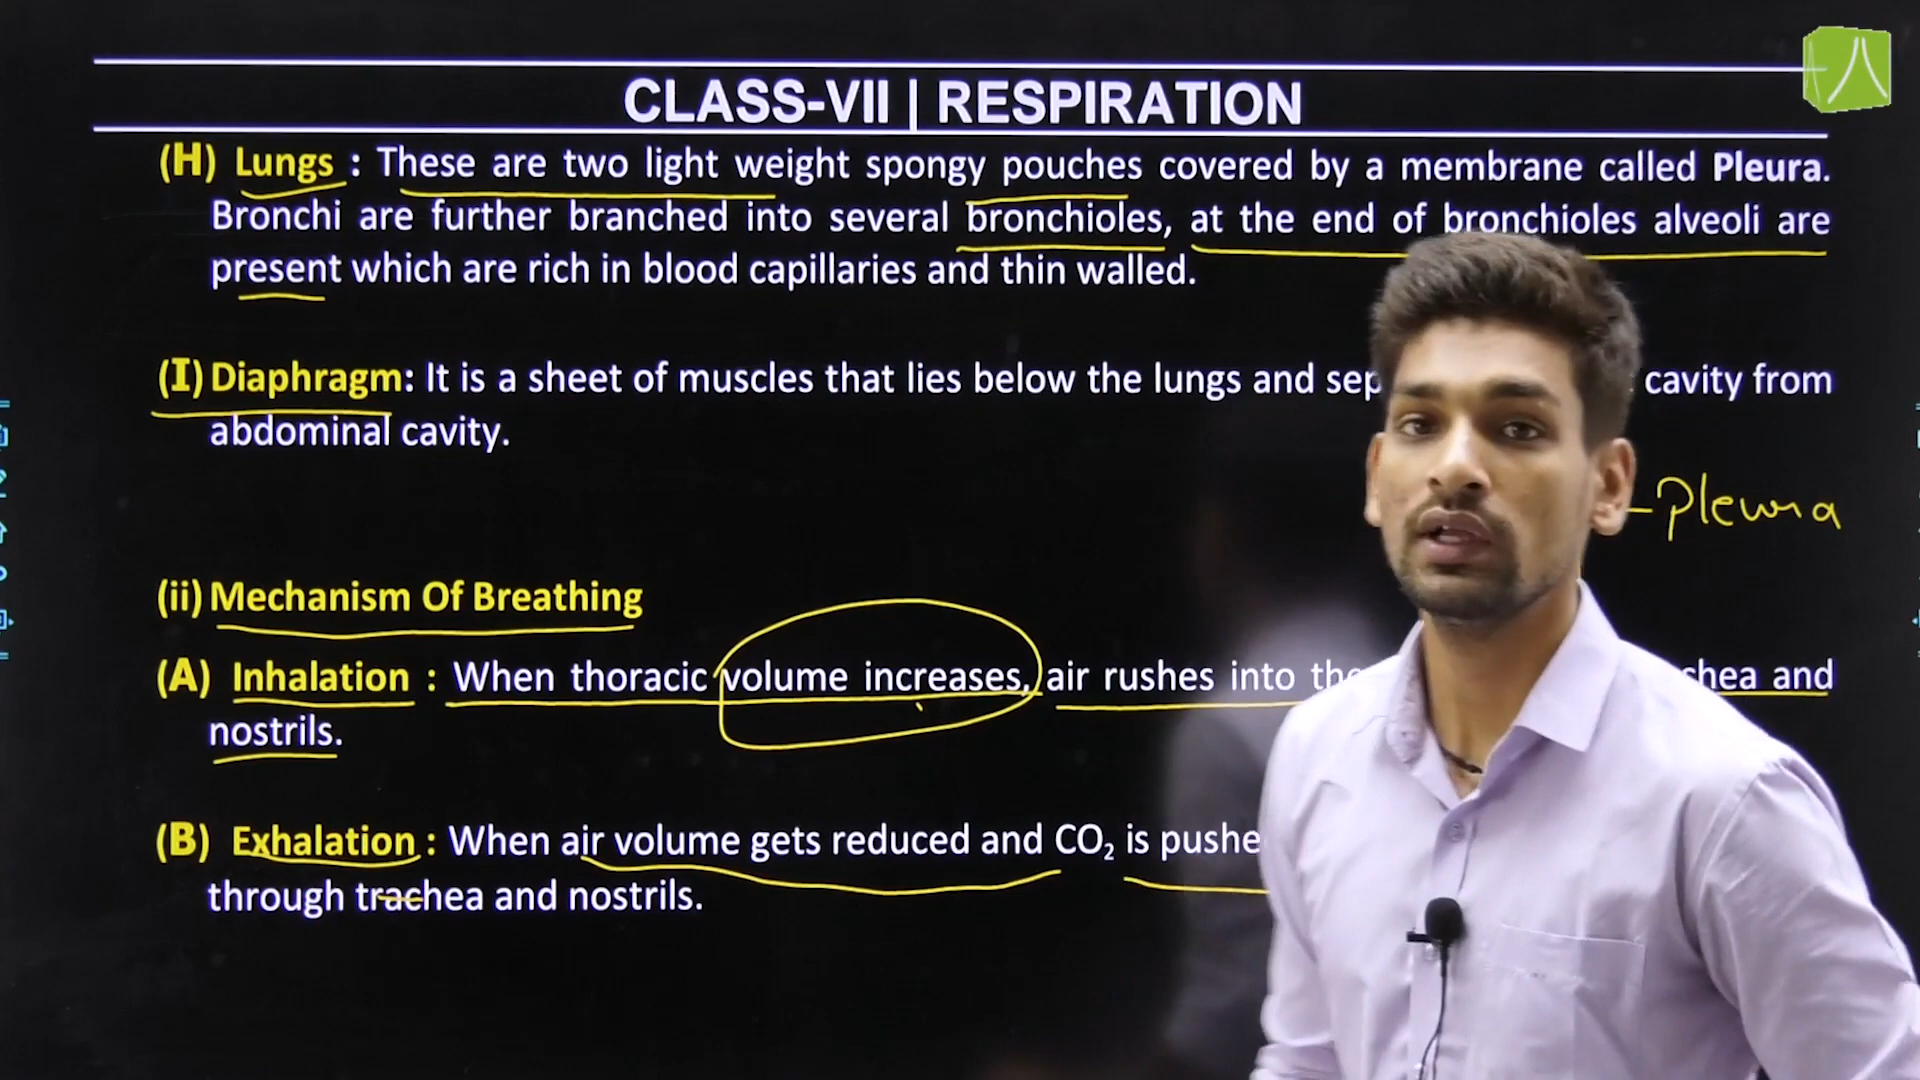 CLASS-VII | RESPIRATION
(H) Lungs : These are two light weight spongy pouches covered by a membrane called Pleura.
Bronchi are further branched into several bronchioles, at the end of bronchioles alveoli are
present which are rich in blood capillaries and thin walled.
(I) Diaphragm: It is a sheet of muscles that lies below the lungs and sep cavity from
abdominal cavity.
-Pleura
(ii) Mechanism Of Breathing
(A) Inhalation : When thoracic volume increases, air rushes into the chea and
nostrils.
(B) Exhalation : When air volume gets reduced and CO₂ is pushe
through trachea and nostrils.